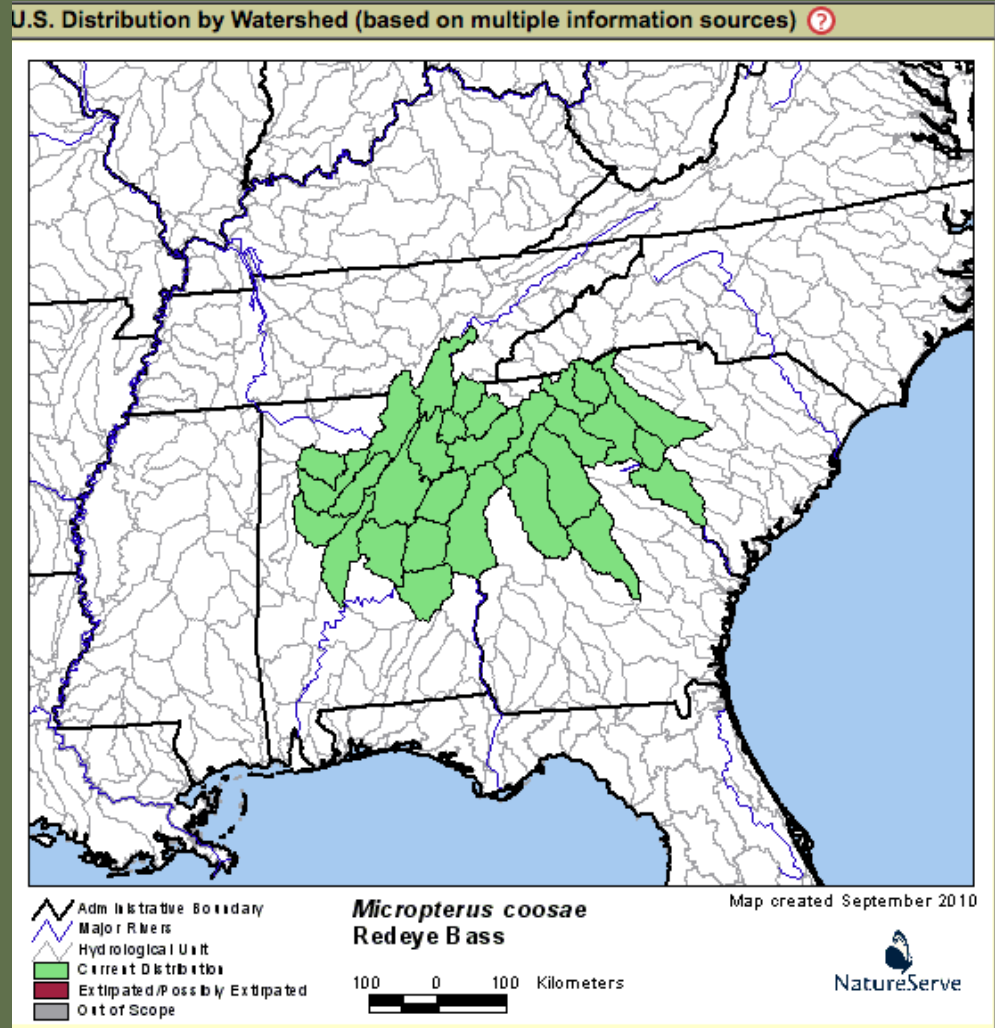 U.S. Distribution by Watershed (based on multiple information sources) ?
Administrative Boundary
Major Rivers
Hydrological Unit
Current Distribution
Extirpated/Possibly Extirpated
Out of Scope
Micropterus coosae
Redeye Bass
100 0 100 Kilometers
Map created September 2010
NatureServe